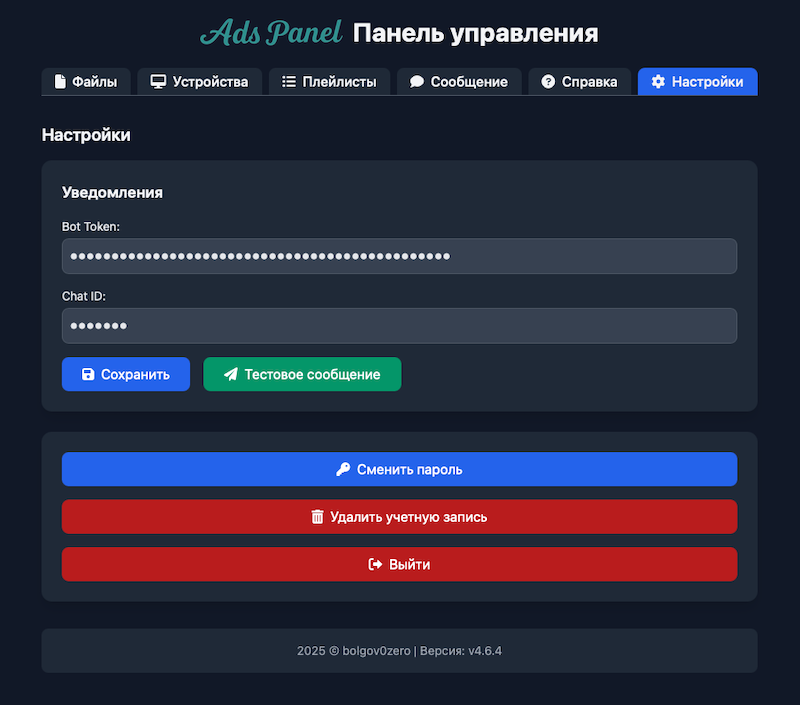 Ads Panel Панель управления
Файлы Устройства Плейлисты Сообщение Справка Настройки
Настройки
Уведомления
Bot Token:
Chat ID:
Сохранить Тестовое сообщение
Сменить пароль
Удалить учетную запись
Выйти
2025 © bolgov0zero | Версия: v4.6.4